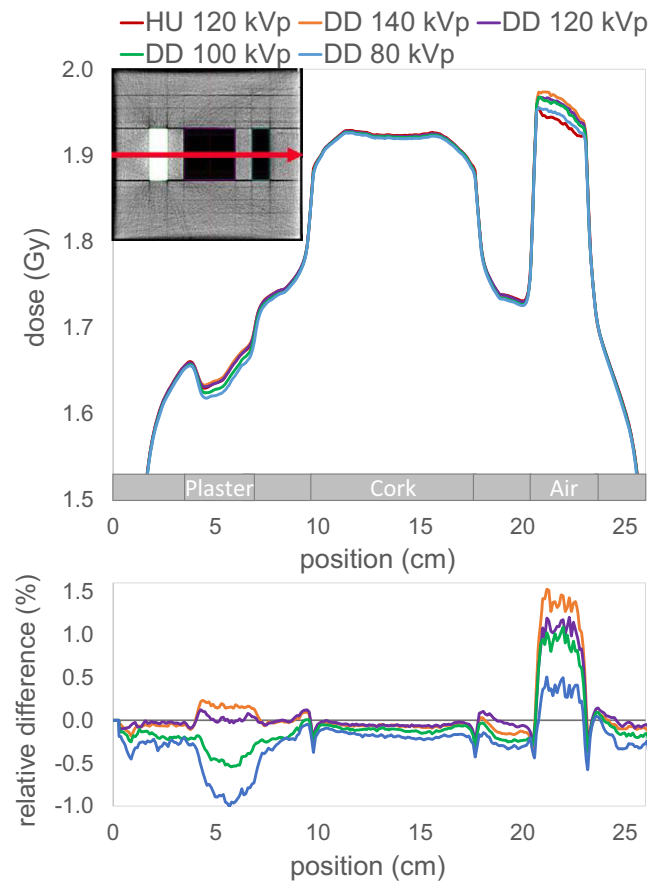 HU 120 kVp DD 140 kVp DD 120 kVp
DD 100 kVp DD 80 kVp
2.0
1.9
1.8
1.7
1.6
1.5
dose (Gy)
Plaster Cork Air
0 5 10 15 20 25
position (cm)
1.5
1.0
0.5
0.0
-0.5
-1.0
relative difference (%)
0 5 10 15 20 25
position (cm)